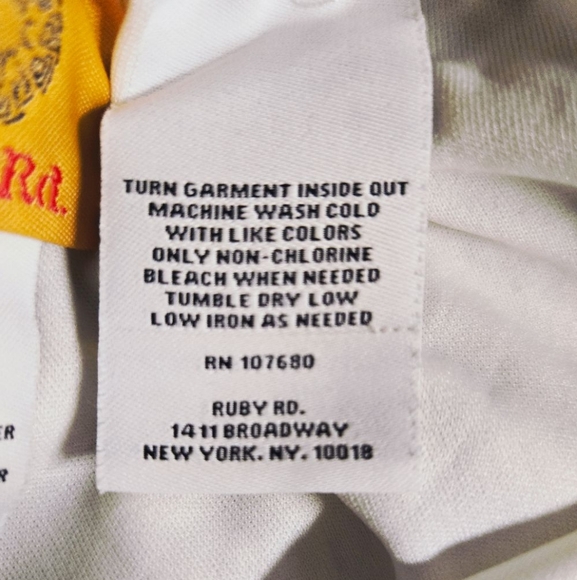 Rd.
TURN GARMENT INSIDE OUT
MACHINE WASH COLD
WITH LIKE COLORS
ONLY NON-CHLORINE
BLEACH WHEN NEEDED
TUMBLE DRY LOW
LOW IRON AS NEEDED
RN 107680
RUBY RD.
1411 BROADWAY
NEW YORK. NY. 10018